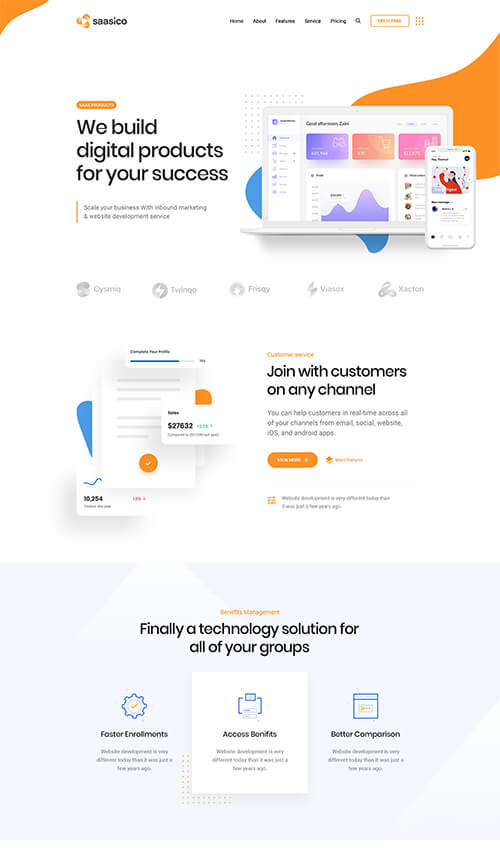 saasico
Home About Features Service Pricing
TRY IT FREE
SAAS PRODUCTS
We build
digital products
for your success
Scale your business With inbound marketing
& website development service
Good afternoon, Zain!
Profit
Cysmiq Twinqo Frisqy Viasox Xacton
Complete Your Profile
Sales
$27632
Customer service
Join with customers
on any channel
You can help customers in real-time across all
of your channels from email, social, website,
iOS, and android apps.
VIEW MORE
More Features
10,254
Visitors this year
Website development is very different today than
it was just a few years ago.
Benefits Management
Finally a technology solution for
all of your groups
Faster Enrollments
Website development is very
different today than it was just a
few years ago.
Access Bonifits
Website development is very
different today than it was just a
few years ago.
Botter Comparison
Website development is very
different today than it was just a
few years ago.